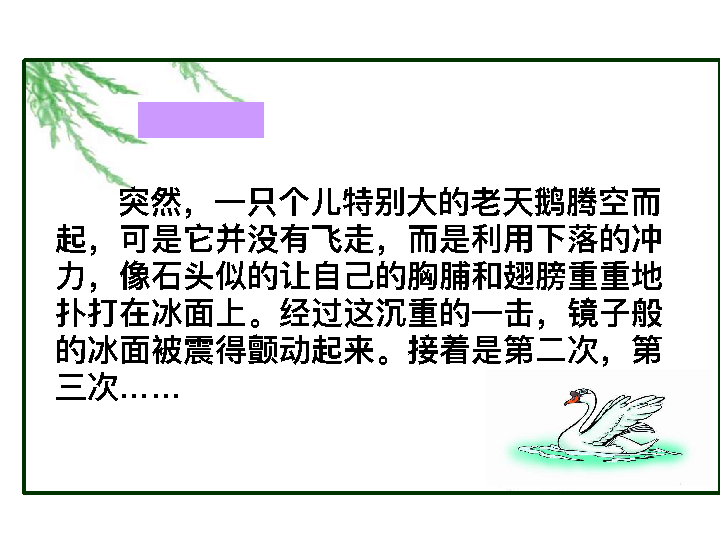 突然，一只个儿特别大的老天鹅腾空而
起，可是它并没有飞走，而是利用下落的冲
力，像石头似的让自己的胸脯和翅膀重重地
扑打在冰面上。经过这沉重的一击，镜子般
的冰面被震得颤动起来。接着是第二次，第
三次……